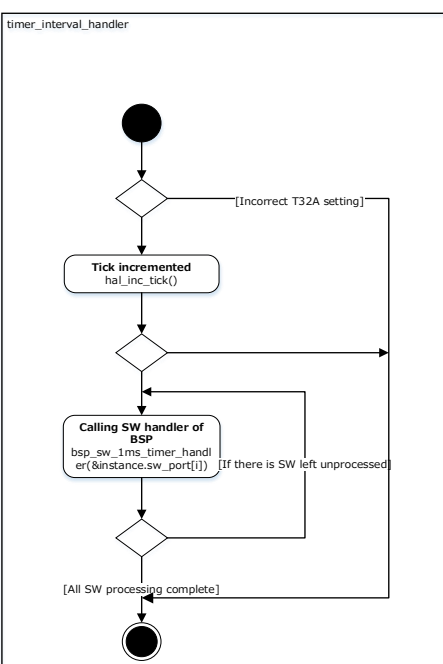 timer_interval_handler
[Incorrect T32A setting]
Tick incremented
hal_inc_tick()
Calling SW handler of
BSP
bsp_sw_1ms_timer_handl
er(&instance.sw_port[i])
[If there is SW left unprocessed]
[All SW processing complete]